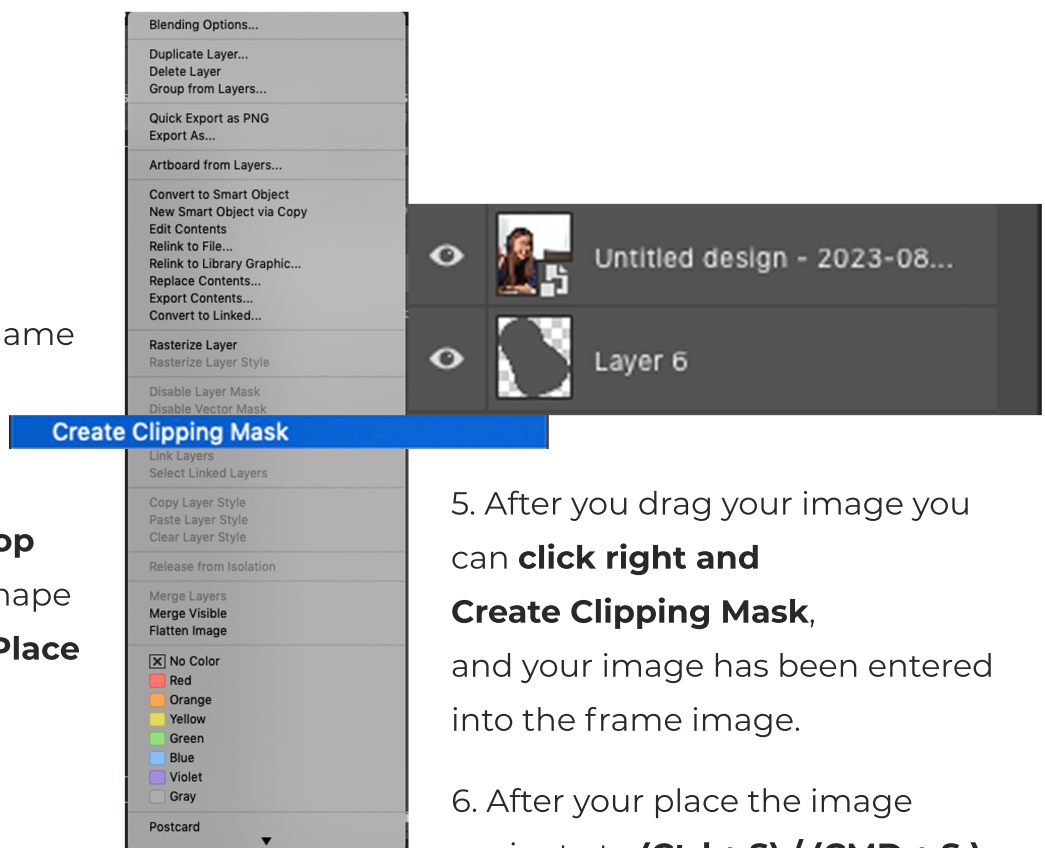 Blending Options...
Duplicate Layer...
Delete Layer
Group from Layers...
Quick Export as PNG
Export As...
Artboard from Layers...
Convert to Smart Object
New Smart Object via Copy
Edit Contents
Relink to File...
Relink to Library Graphic...
Replace Contents...
Export Contents...
Convert to Linked...
Rasterize Layer
Rasterize Layer Style
Disable Layer Mask
Disable Vector Mask
Create Clipping Mask
Link Layers
Select Linked Layers
Copy Layer Style
Paste Layer Style
Clear Layer Style
Release from Isolation
Merge Layers
Merge Visible
Flatten Image
No Color
Red
Orange
Yellow
Green
Blue
Violet
Gray
Postcard
Untitled design - 2023-08...
Layer 6
ame
op
hape
Place
5. After you drag your image you
can click right and
Create Clipping Mask,
and your image has been entered
into the frame image.
6. After your place the image
(Ctrl + S) / (CMD + S )